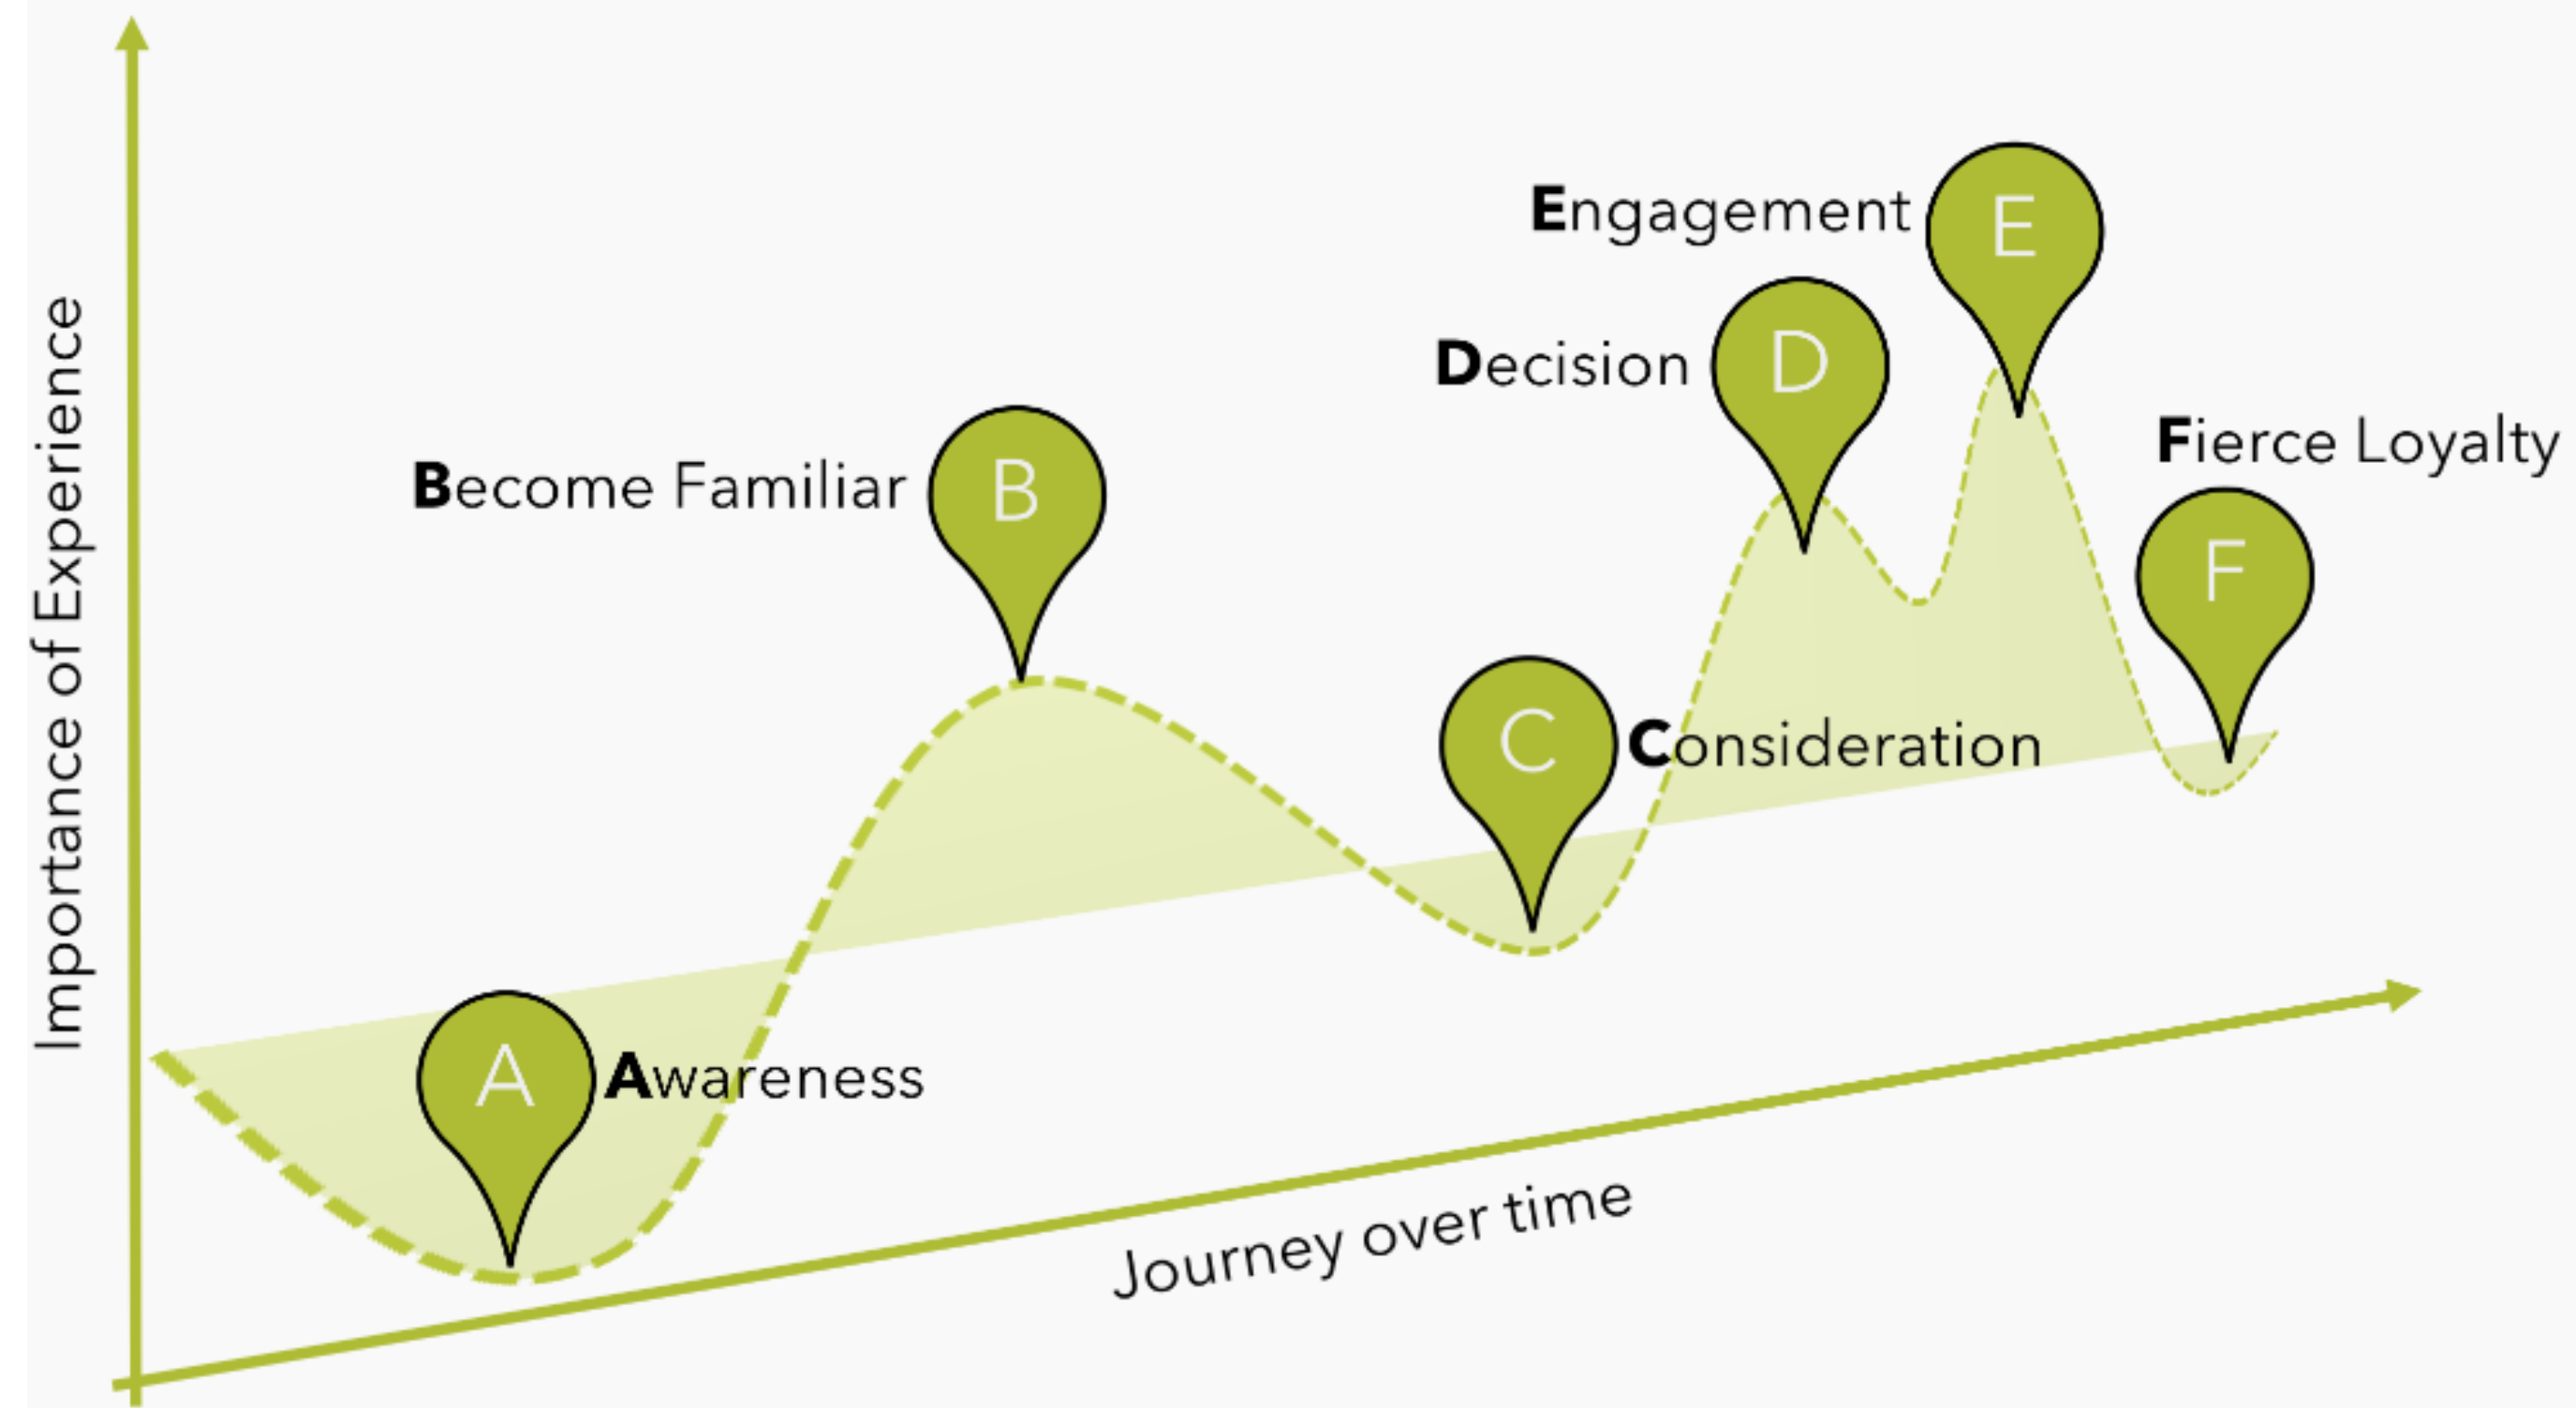 Importance of Experience
Engagement
E
Decision
D
Fierce Loyalty
F
Become Familiar
B
C
Consideration
A
Awareness
Journey over time